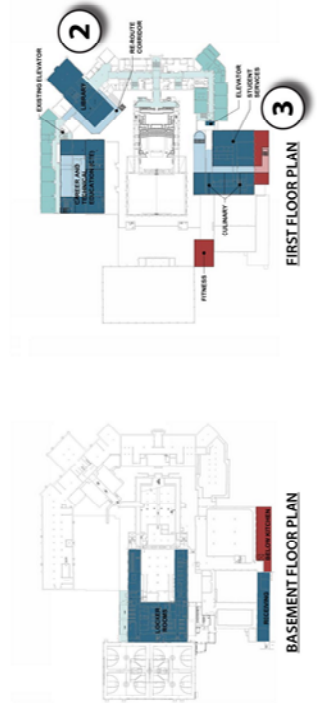 LOCKER
ROOMS
BELOW KITCHEN
BASEMENT FLOOR PLAN
2
EXISTING ELEVATOR
LIBRARY
RE-ROUTE
CORRIDOR
CAREER AND
TECHNICAL
EDUCATION (CTE)
FITNESS
CULINARY
ELEVATOR
STUDENT
SERVICES
3
FIRST FLOOR PLAN